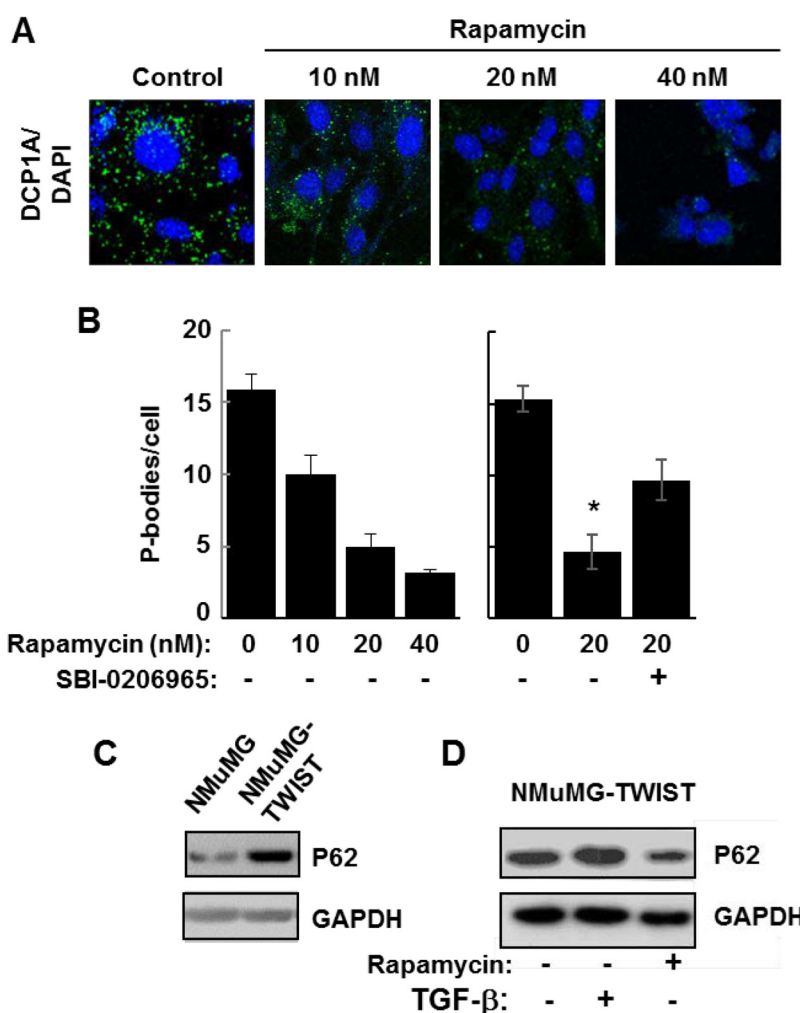 A
Rapamycin
Control
10 nM
20 nM
40 nM
DCP1A/
DAPI
B
P-bodies/cell
20
15
10
5
0
*
Rapamycin (nM): 0 10 20 40 0 20 20
SBI-0206965: - - - - - - +
C
NMuMG
NMuMG-
TWIST
P62
GAPDH
D
NMuMG-TWIST
P62
GAPDH
Rapamycin: - - +
TGF-β: - + -